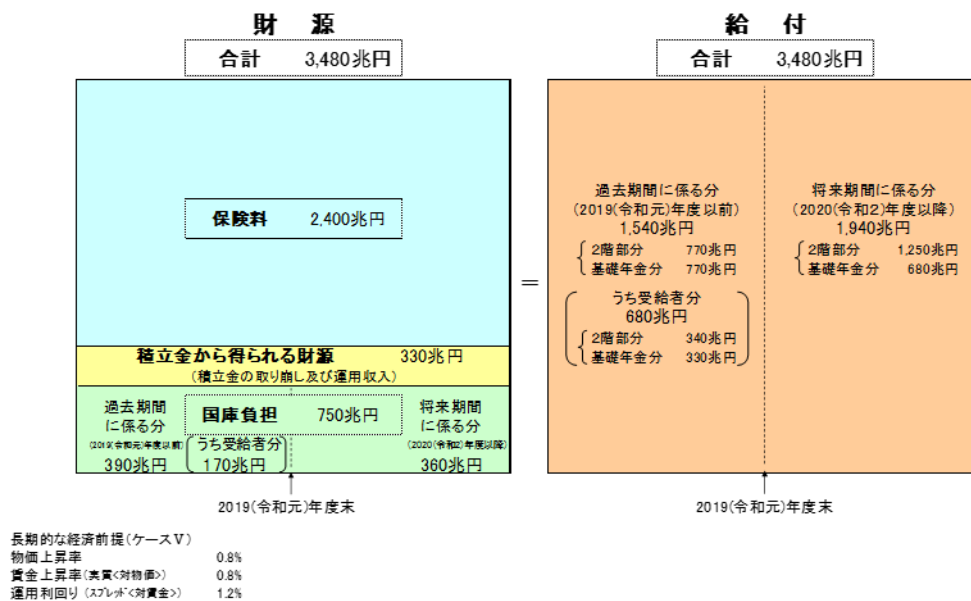 財　源
合計　3,480兆円
保険料　2,400兆円
積立金から得られる財源　330兆円
(積立金の取り崩し及び運用収入)
過去期間
に係る分
(2019(令和元)年度以前)
390兆円
国庫負担　750兆円
うち受給者分
170兆円
将来期間
に係る分
(2020(令和2)年度以降)
360兆円
2019(令和元)年度末
＝
給　付
合計　3,480兆円
過去期間に係る分
(2019(令和元)年度以前)
1,540兆円
2階部分　770兆円
基礎年金分　770兆円
うち受給者分
680兆円
2階部分　340兆円
基礎年金分　330兆円
将来期間に係る分
(2020(令和2)年度以降)
1,940兆円
2階部分　1,250兆円
基礎年金分　680兆円
2019(令和元)年度末
長期的な経済前提(ケースⅤ)
物価上昇率　0.8%
賃金上昇率(実質<対物価>)　0.8%
運用利回り(ｽﾌﾟﾚｯﾄﾞ<対賃金>)　1.2%